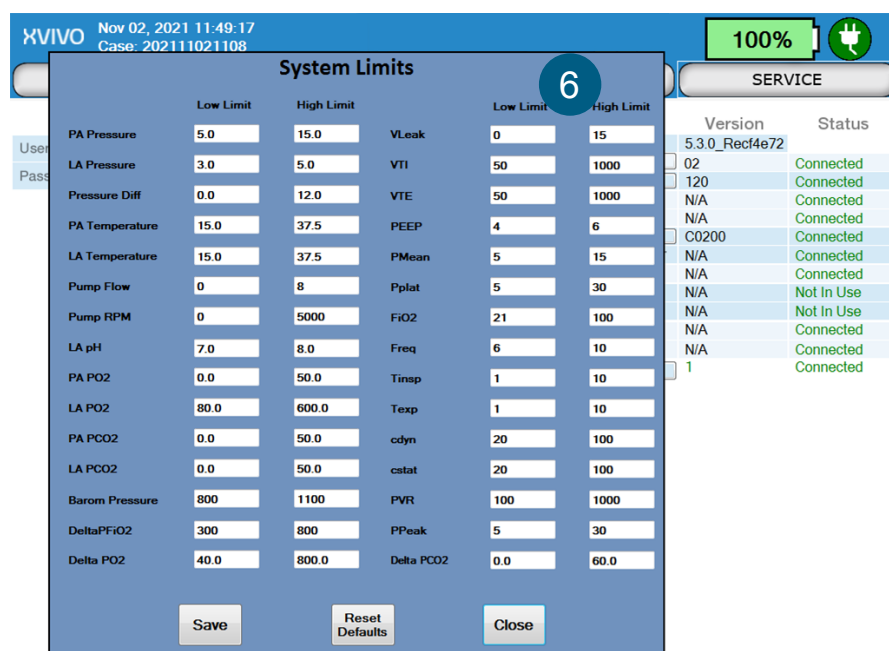 XVIVO Nov 02, 2021 11:49:17 100%
Case: 202111021108
System Limits 6 SERVICE
Low Limit High Limit Low Limit High Limit
Version Status
PA Pressure 5.0 15.0 VLeak 0 15 5.3.0_Recf4e72
User
LA Pressure 3.0 5.0 VTI 50 1000 02 Connected
Pass 120 Connected
Pressure Diff 0.0 12.0 VTE 50 1000 N/A Connected
N/A Connected
PA Temperature 15.0 37.5 PEEP 4 6 C0200 Connected
LA Temperature 15.0 37.5 PMean 5 15 N/A Connected
N/A Connected
Pump Flow 0 8 Pplat 5 30 N/A Not In Use
N/A Not In Use
Pump RPM 0 5000 FiO2 21 100 N/A Connected
LA pH 7.0 8.0 Freq 6 10 N/A Connected
1 Connected
PA PO2 0.0 50.0 Tinsp 1 10
LA PO2 80.0 600.0 Texp 1 10
PA PCO2 0.0 50.0 cdyn 20 100
LA PCO2 0.0 50.0 cstat 20 100
Barom Pressure 800 1100 PVR 100 1000
DeltaPFiO2 300 800 PPeak 5 30
Delta PO2 40.0 800.0 Delta PCO2 0.0 60.0
Save Reset Defaults Close